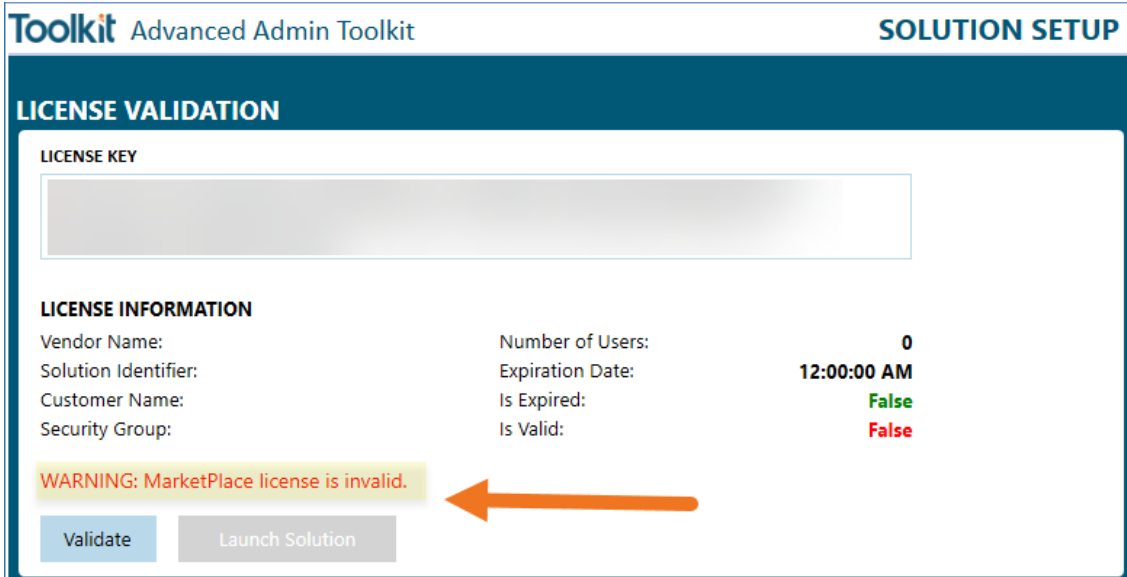 Toolkit Advanced Admin Toolkit SOLUTION SETUP
LICENSE VALIDATION
LICENSE KEY
LICENSE INFORMATION
Vendor Name: Number of Users: 0
Solution Identifier: Expiration Date: 12:00:00 AM
Customer Name: Is Expired: False
Security Group: Is Valid: False
WARNING: MarketPlace license is invalid.
Validate Launch Solution